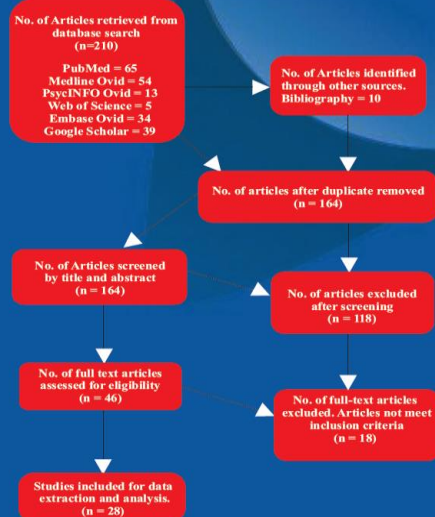 No. of Articles retrieved from
database search
(n=210)
PubMed = 65
Medline Ovid = 54
PsycINFO Ovid = 13
Web of Science = 5
Embase Ovid = 34
Google Scholar = 39
No. of Articles identified
through other sources.
Bibliography = 10
No. of articles after duplicate removed
(n = 164)
No. of Articles screened
by title and abstract
(n = 164)
No. of articles excluded
after screening
(n = 118)
No. of full text articles
assessed for eligibility
(n = 46)
No. of full-text articles
excluded. Articles not meet
inclusion criteria
(n = 18)
Studies included for data
extraction and analysis.
(n = 28)